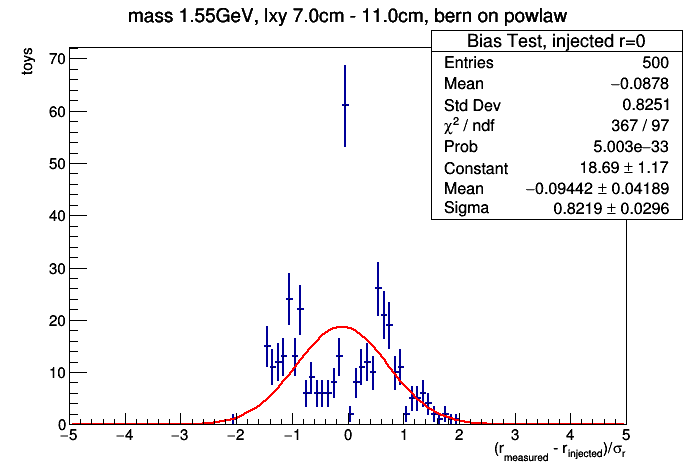 mass 1.55GeV, lxy 7.0cm - 11.0cm, bern on powlaw
toys
Bias Test, injected r=0
Entries 500
Mean −0.0878
Std Dev 0.8251
χ² / ndf 367 / 97
Prob 5.003e−33
Constant 18.69 ± 1.17
Mean −0.09442 ± 0.04189
Sigma 0.8219 ± 0.0296
70
60
50
40
30
20
10
0
−5 −4 −3 −2 −1 0 1 2 3 4 5
(r_measured - r_injected)/σ_r